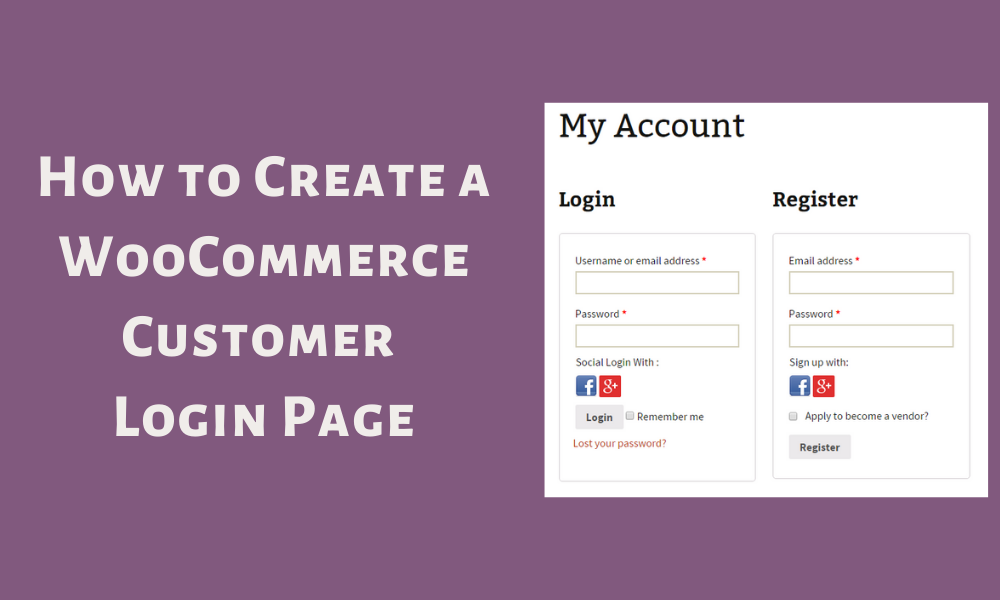 How to Create a
WooCommerce
Customer
Login Page
My Account
Login
Username or email address *
Password *
Social Login With :
f g+
Login Remember me
Lost your password?
Register
Email address *
Password *
Sign up with:
f g+
Apply to become a vendor?
Register